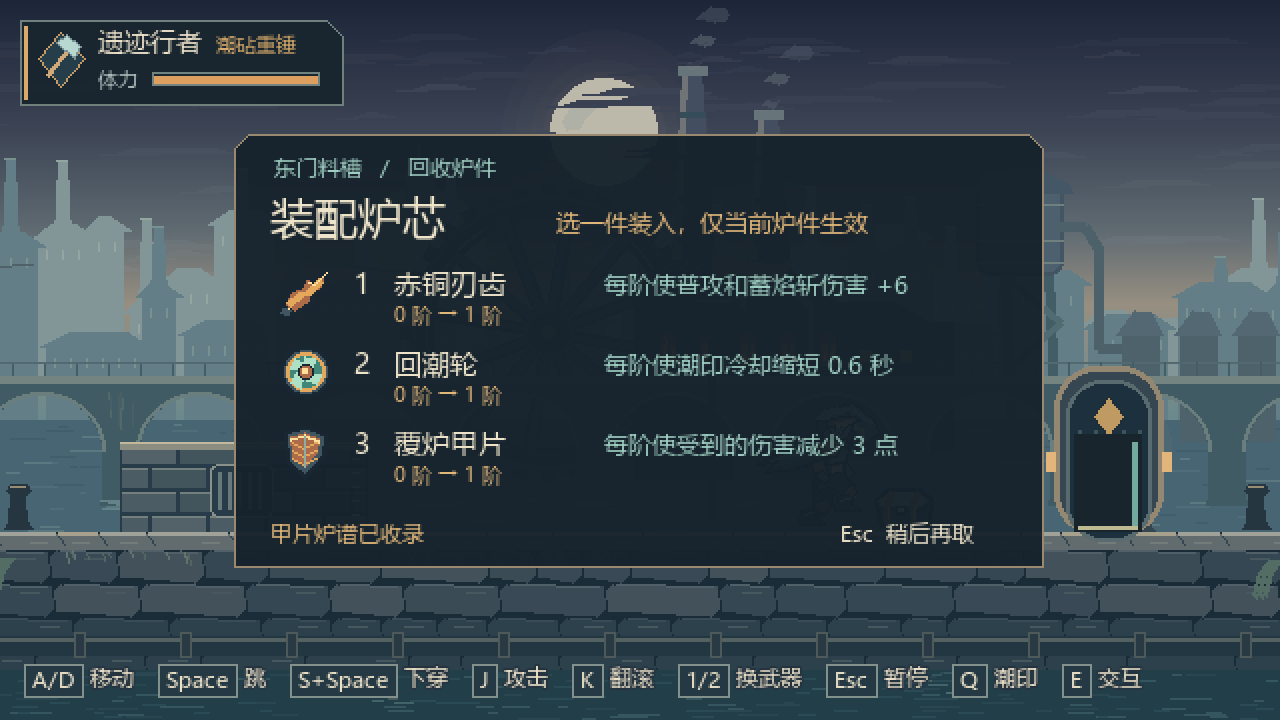 遗迹行者 潮砧重锤
体力
东门料槽 / 回收炉件
装配炉芯 选一件装入，仅当前炉件生效
1 赤铜刃齿 每阶使普攻和蓄焰斩伤害 +6
0 阶 → 1 阶
2 回潮轮 每阶使潮印冷却缩短 0.6 秒
0 阶 → 1 阶
3 覆炉甲片 每阶使受到的伤害减少 3 点
0 阶 → 1 阶
甲片炉谱已收录 Esc 稍后再取
A/D 移动 Space 跳 S+Space 下穿 J 攻击 K 翻滚 1/2 换武器 Esc 暂停 Q 潮印 E 交互